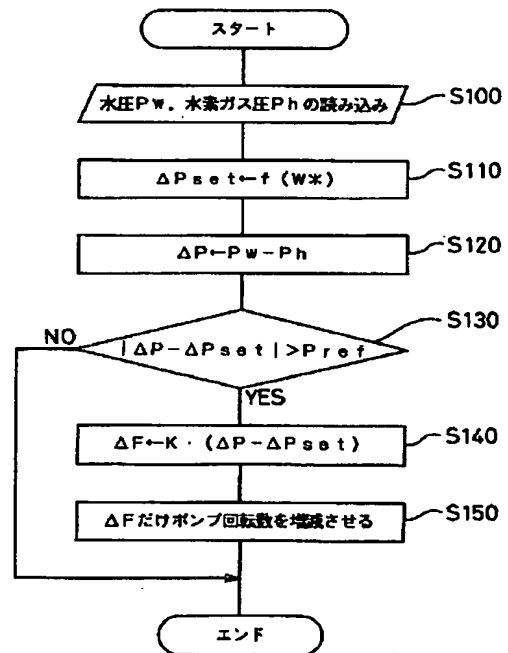 スタート
水圧Pw．水素ガス圧Phの読み込み
S100
ΔPset←f（W*）
S110
ΔP←Pw−Ph
S120
S130
NO
｜ΔP−ΔPset｜>Pref
YES
ΔF←K・（ΔP−ΔPset）
S140
ΔFだけポンプ回転数を増減させる
S150
エンド